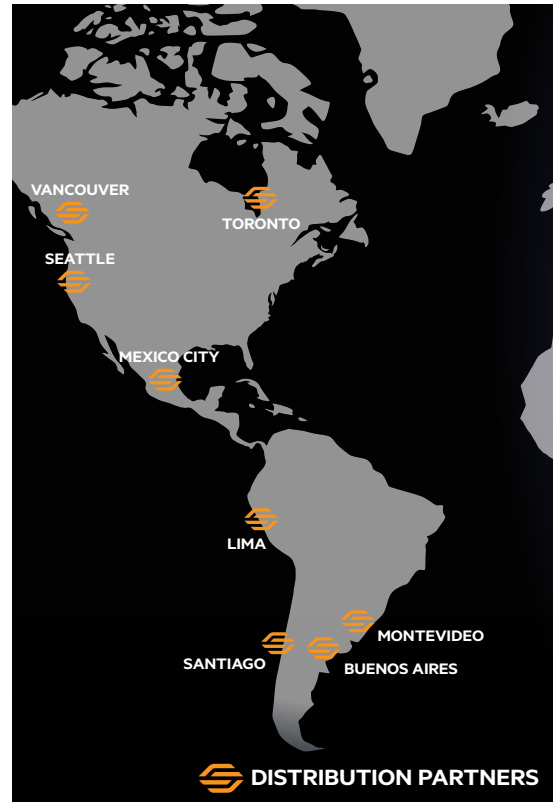 VANCOUVER
TORONTO
SEATTLE
MEXICO CITY
LIMA
MONTEVIDEO
SANTIAGO
BUENOS AIRES
DISTRIBUTION PARTNERS